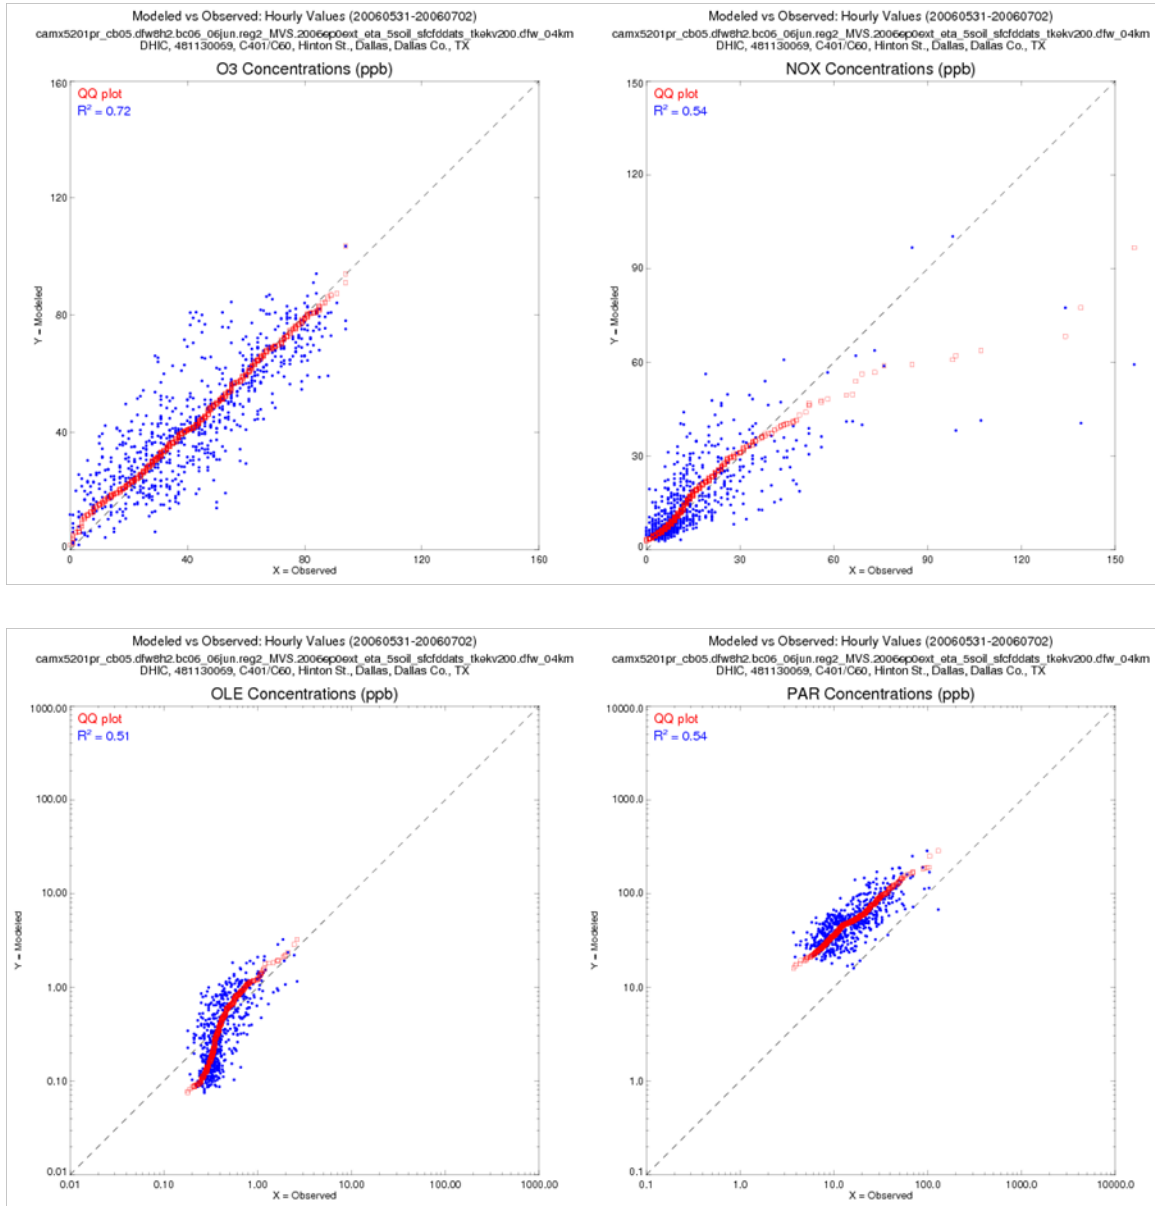 Modeled vs Observed: Hourly Values (20060531-20060702)
camx5201pr_cb05.dfw8h2.bc06_06jun.reg2_MVS.2006ep0ext_eta_5soil_sfcfddats_tkekv200.dfw_04km
DHIC, 481130069, C401/C60, Hinton St., Dallas, Dallas Co., TX
O3 Concentrations (ppb)
QQ plot
R² = 0.72
160
120
80
40
0
Y = Modeled
0 40 80 120 160
X = Observed
Modeled vs Observed: Hourly Values (20060531-20060702)
camx5201pr_cb05.dfw8h2.bc06_06jun.reg2_MVS.2006ep0ext_eta_5soil_sfcfddats_tkekv200.dfw_04km
DHIC, 481130069, C401/C60, Hinton St., Dallas, Dallas Co., TX
NOX Concentrations (ppb)
QQ plot
R² = 0.54
150
120
90
60
30
0
Y = Modeled
0 30 60 90 120 150
X = Observed
Modeled vs Observed: Hourly Values (20060531-20060702)
camx5201pr_cb05.dfw8h2.bc06_06jun.reg2_MVS.2006ep0ext_eta_5soil_sfcfddats_tkekv200.dfw_04km
DHIC, 481130069, C401/C60, Hinton St., Dallas, Dallas Co., TX
OLE Concentrations (ppb)
QQ plot
R² = 0.51
1000.00
100.00
10.00
1.00
0.10
0.01
Y = Modeled
0.01 0.10 1.00 10.00 100.00 1000.00
X = Observed
Modeled vs Observed: Hourly Values (20060531-20060702)
camx5201pr_cb05.dfw8h2.bc06_06jun.reg2_MVS.2006ep0ext_eta_5soil_sfcfddats_tkekv200.dfw_04km
DHIC, 481130069, C401/C60, Hinton St., Dallas, Dallas Co., TX
PAR Concentrations (ppb)
QQ plot
R² = 0.54
10000.0
1000.0
100.0
10.0
1.0
0.1
Y = Modeled
0.1 1.0 10.0 100.0 1000.0 10000.0
X = Observed